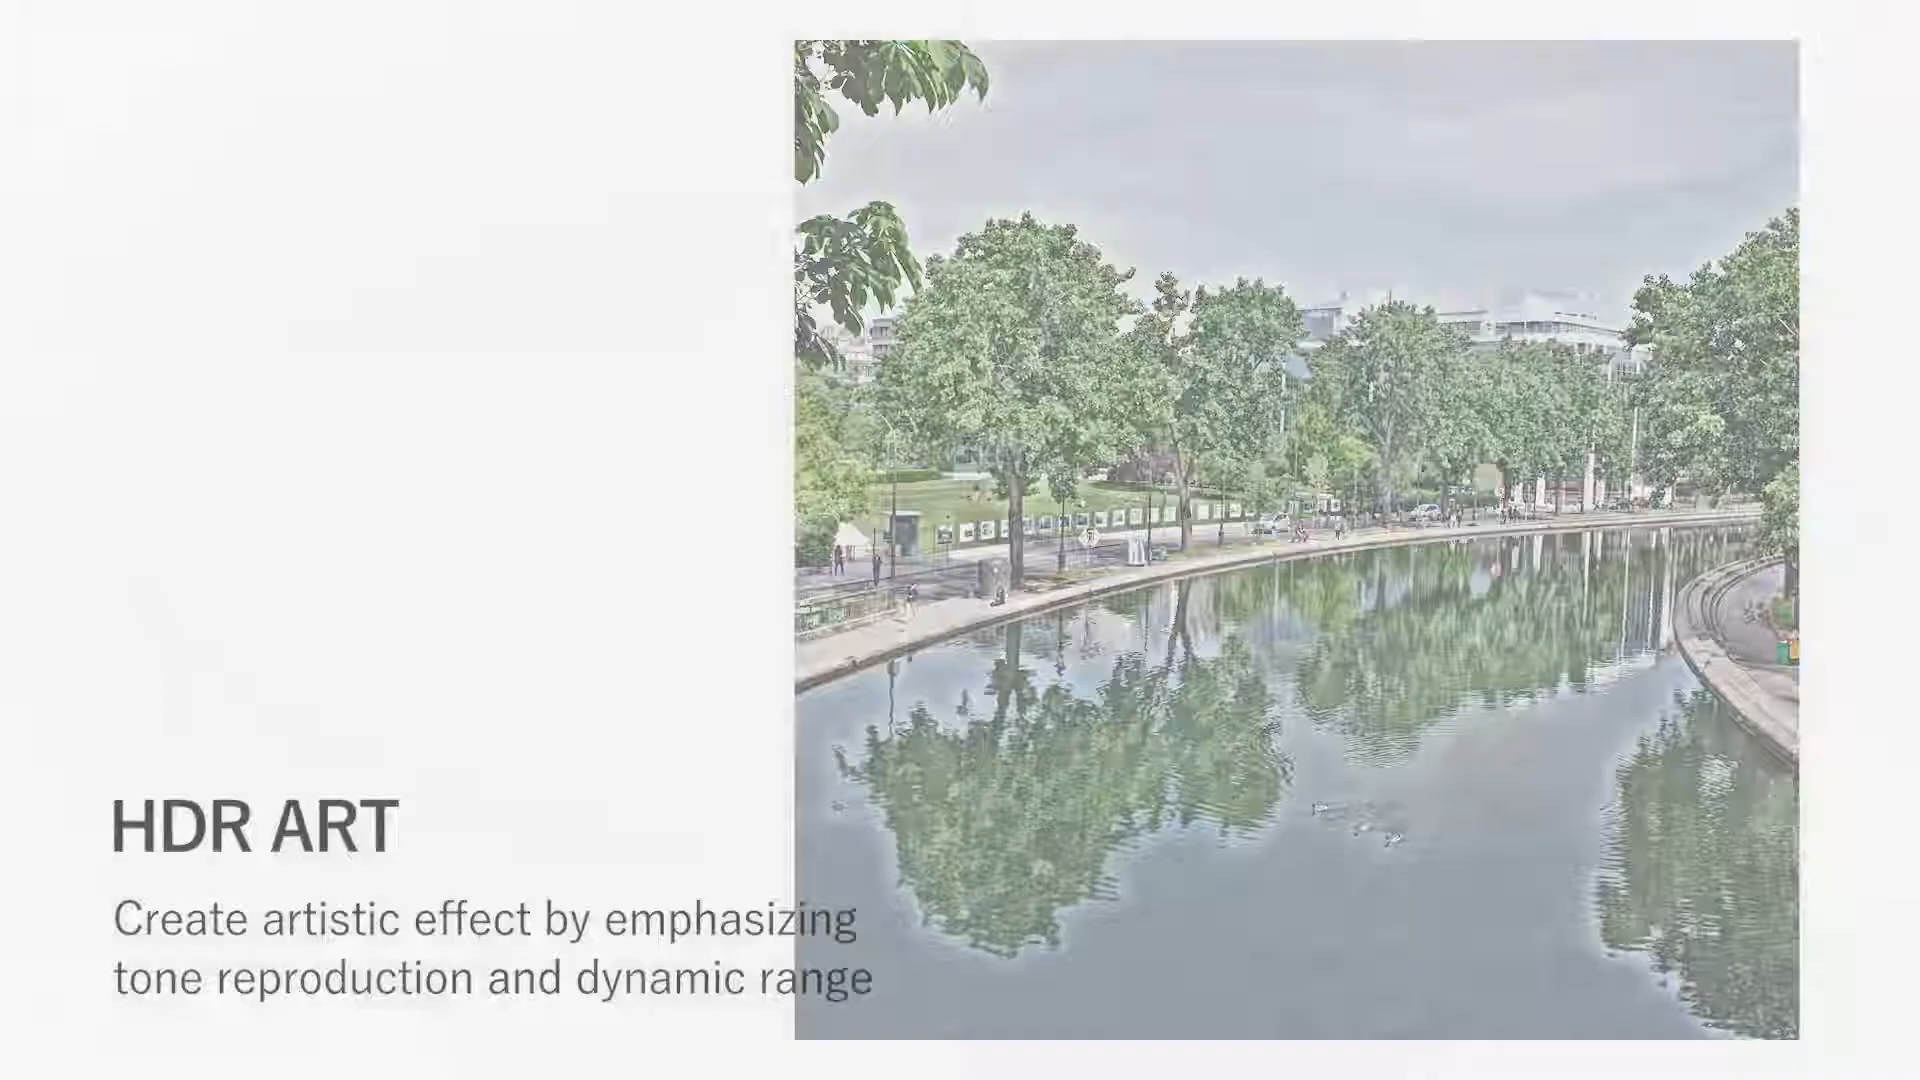 HDR ART
Create artistic effect by emphasizing
tone reproduction and dynamic range